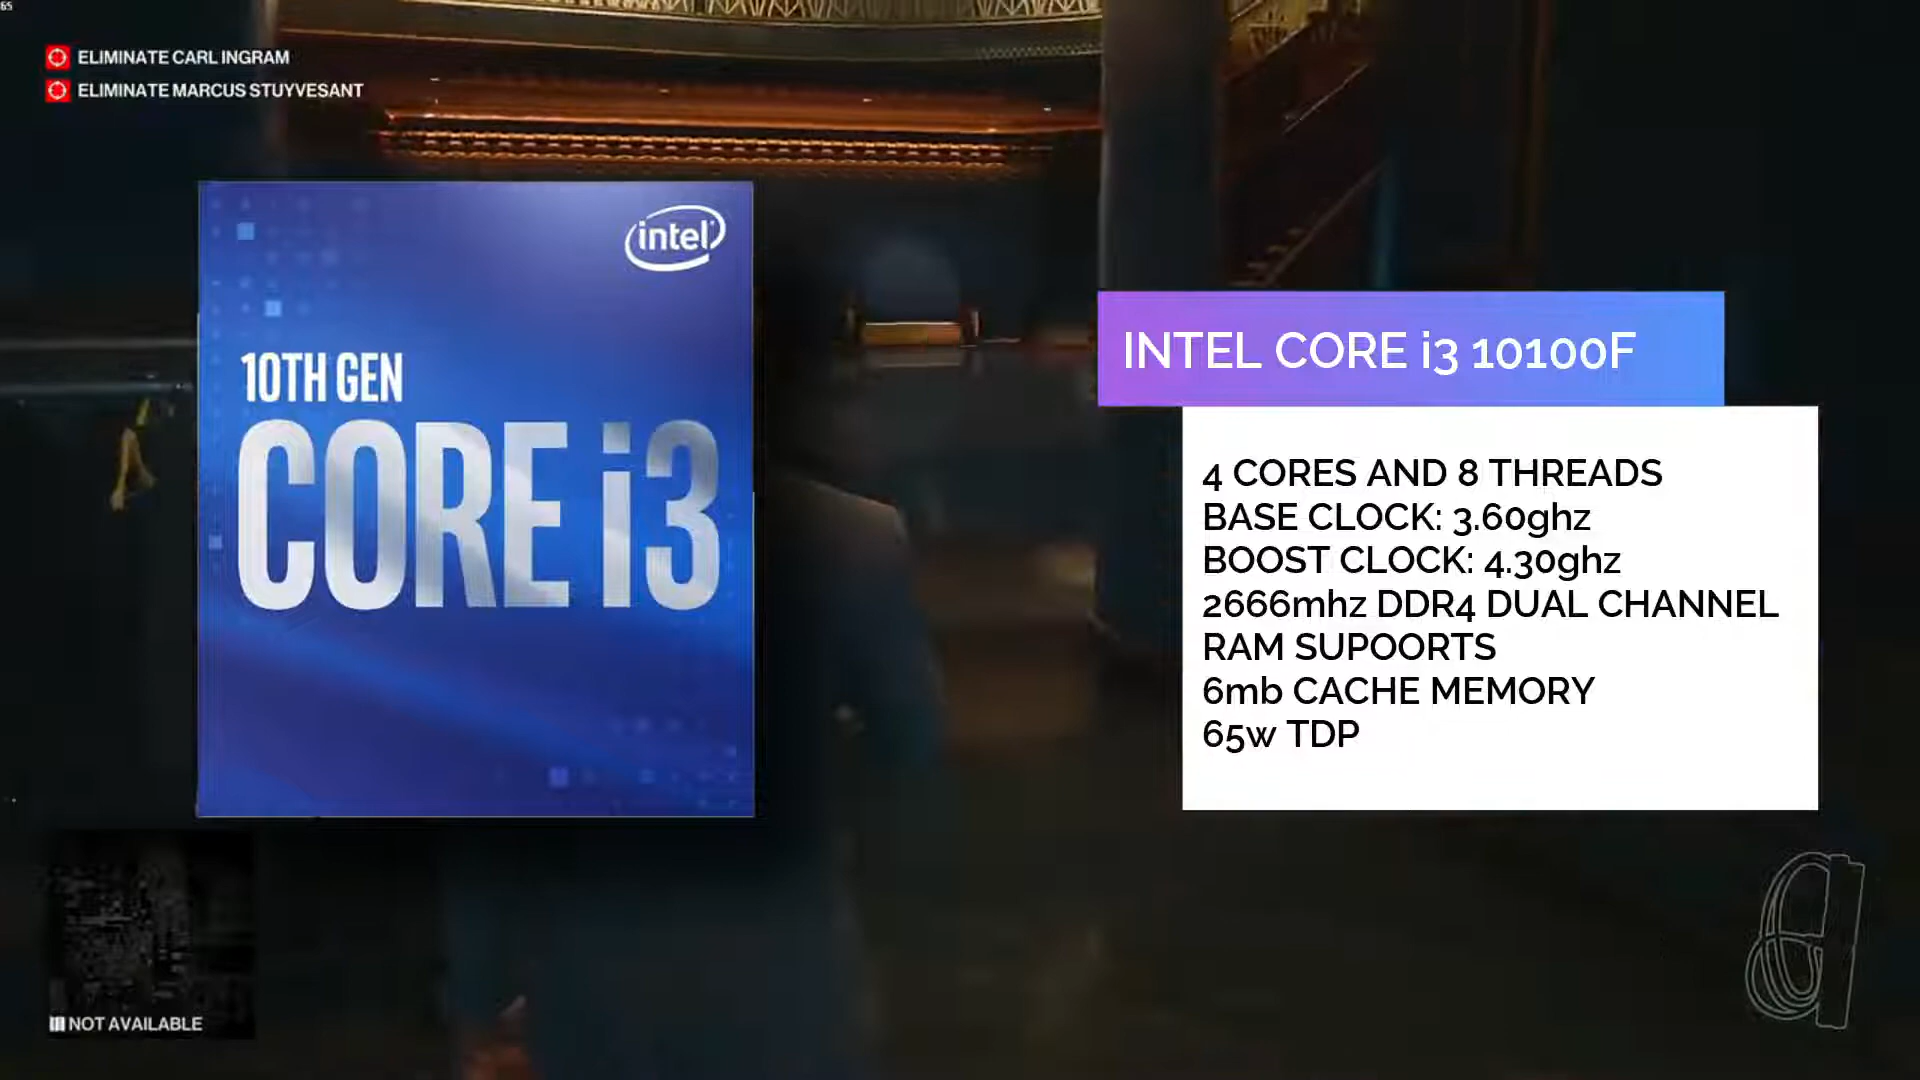 65
ELIMINATE CARL INGRAM
ELIMINATE MARCUS STUYVESANT
intel
10TH GEN
CORE i3
INTEL CORE i3 10100F
4 CORES AND 8 THREADS
BASE CLOCK: 3.60ghz
BOOST CLOCK: 4.30ghz
2666mhz DDR4 DUAL CHANNEL
RAM SUPOORTS
6mb CACHE MEMORY
65w TDP
NOT AVAILABLE